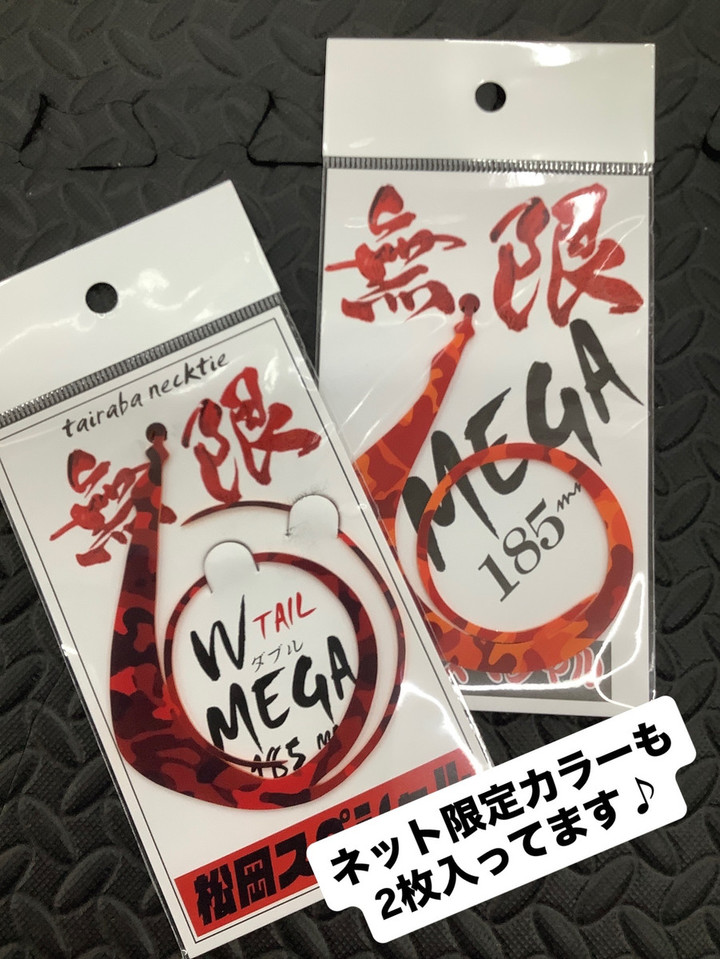 無限
MEGA
185mm
tairaba necktie
無限
W TAIL
ダブル
MEGA
185 m
松岡スペシャル
ネット限定カラーも
2枚入ってます♪